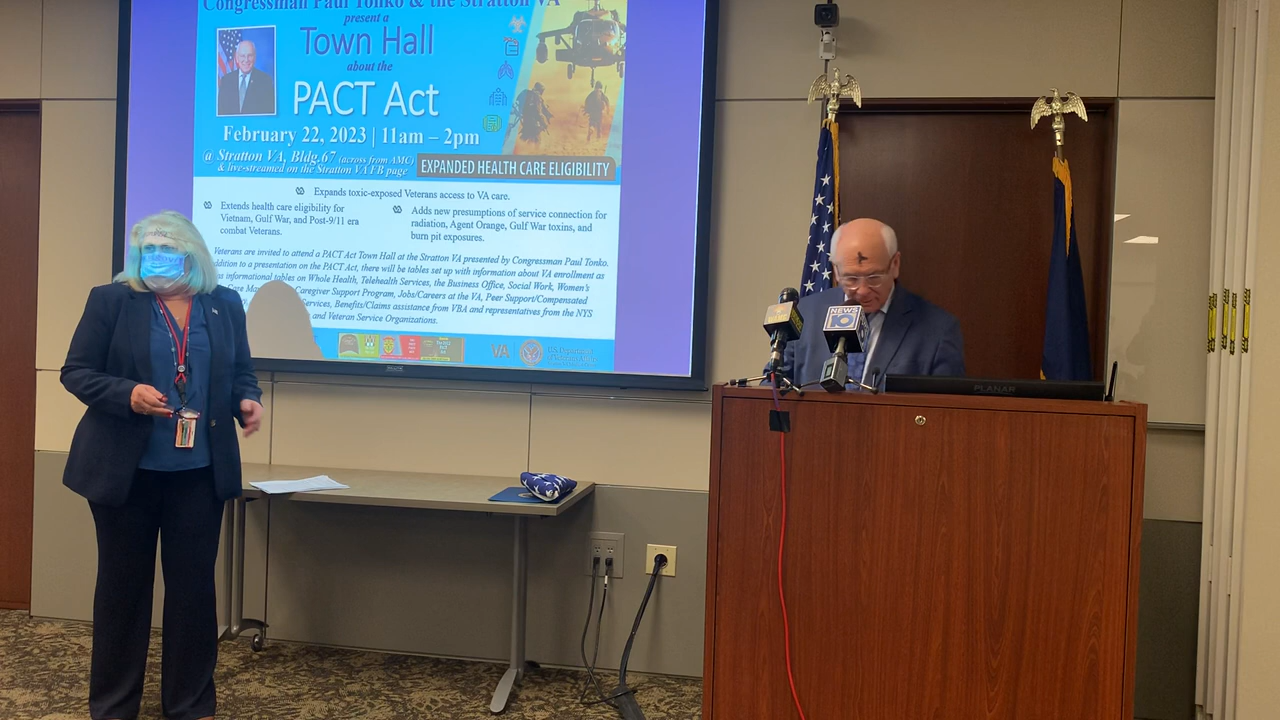 Congressman Paul Tonko & the Stratton VA
present a
Town Hall
about the
PACT Act
February 22, 2023 | 11am – 2pm
@ Stratton VA, Bldg.67 (across from AMC)
& live-streamed on the Stratton VA FB page
EXPANDED HEALTH CARE ELIGIBILITY
Expands toxic-exposed Veterans access to VA care.
Extends health care eligibility for
Vietnam, Gulf War, and Post-9/11 era
combat Veterans.
Adds new presumptions of service connection for
radiation, Agent Orange, Gulf War toxins, and
burn pit exposures.
Veterans are invited to attend a PACT Act Town Hall at the Stratton VA presented by Congressman Paul Tonko.
addition to a presentation on the PACT Act, there will be tables set up with information about VA enrollment as
informational tables on Whole Health, Telehealth Services, the Business Office, Social Work, Women's
Case Caregiver Support Program, Jobs/Careers at the VA, Peer Support/Compensated
Services, Benefits/Claims assistance from VBA and representatives from the NYS
and Veteran Service Organizations.
VA
NEWS
10
PLANAR